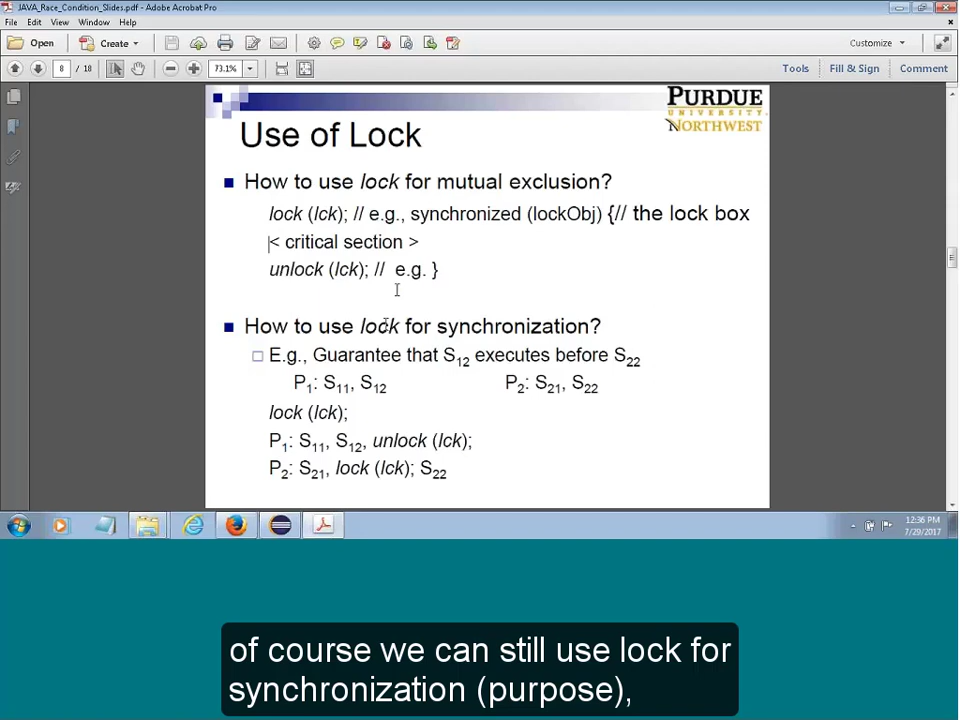 JAVA_Race_Condition_Slides.pdf - Adobe Acrobat Pro
File Edit View Window Help
Open Create Customize
8 / 18 73.1% Tools Fill & Sign Comment
PURDUE
UNIVERSITY
NORTHWEST
Use of Lock
How to use lock for mutual exclusion?
lock (lck); // e.g., synchronized (lockObj) {// the lock box
< critical section >
unlock (lck); // e.g. }
How to use lock for synchronization?
E.g., Guarantee that S12 executes before S22
P1: S11, S12 P2: S21, S22
lock (lck);
P1: S11, S12, unlock (lck);
P2: S21, lock (lck); S22
12:36 PM
7/29/2017
of course we can still use lock for
synchronization (purpose),